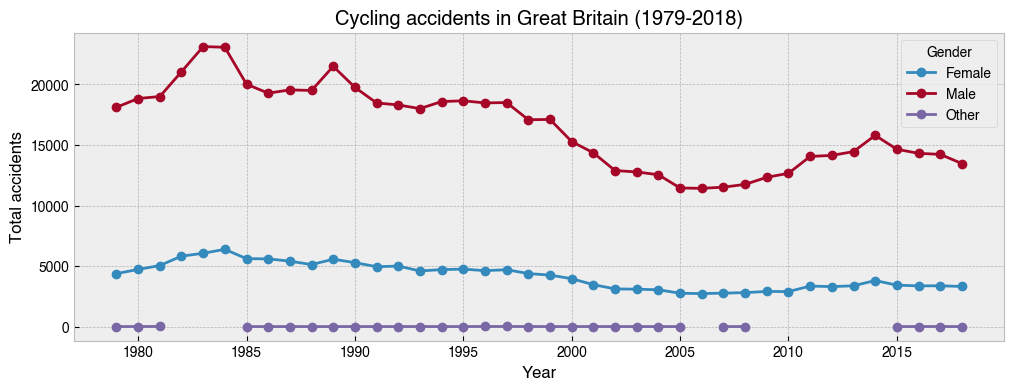 Cycling accidents in Great Britain (1979-2018)
Gender
Female
Male
Other
Total accidents
20000
15000
10000
5000
0
1980 1985 1990 1995 2000 2005 2010 2015
Year